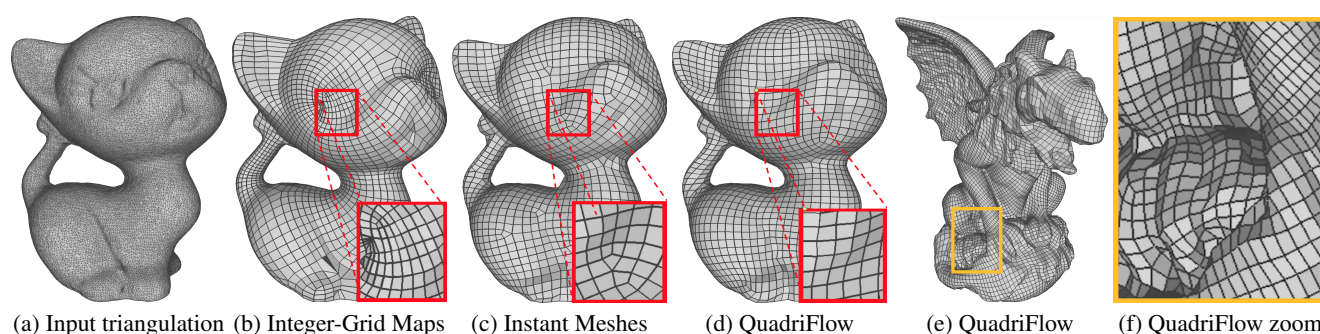 (a) Input triangulation (b) Integer-Grid Maps (c) Instant Meshes (d) QuadriFlow (e) QuadriFlow (f) QuadriFlow zoom